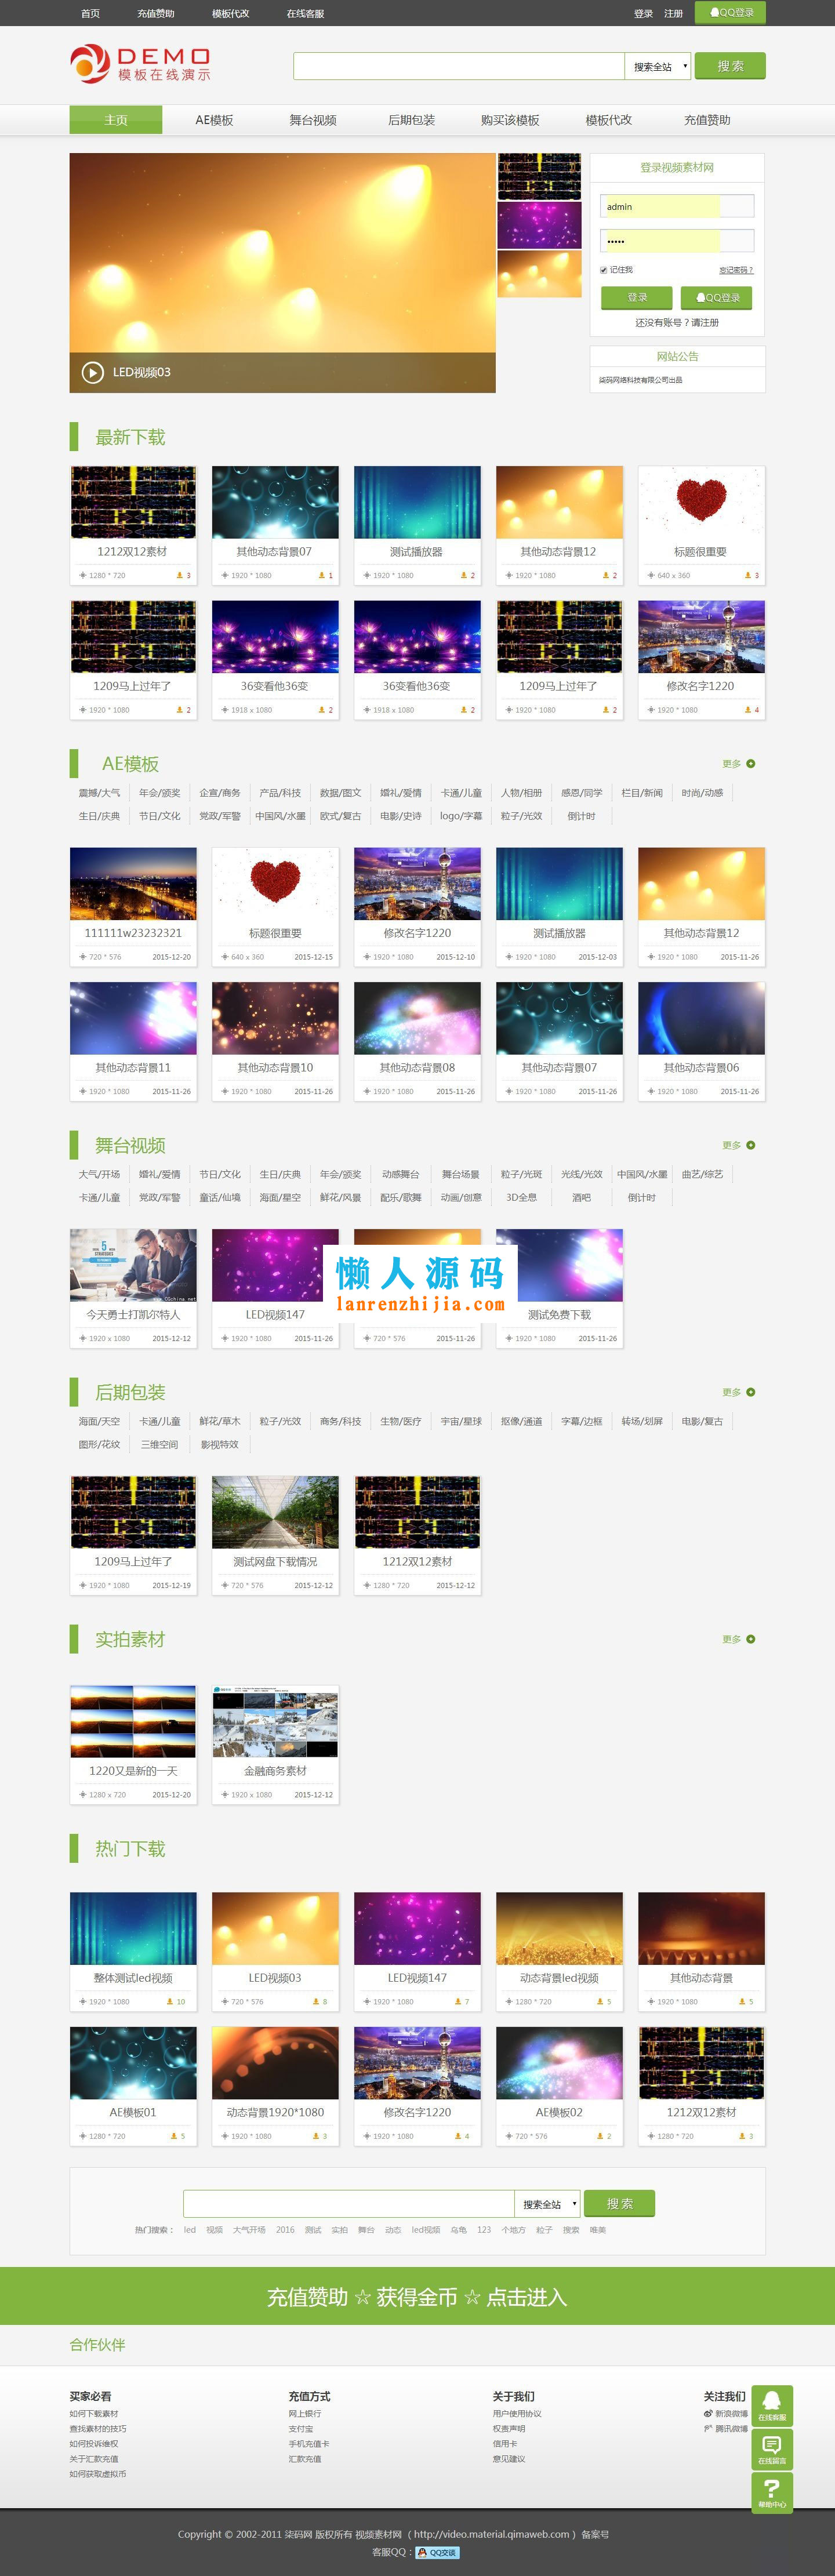 首页 充值赞助 模板代改 在线客服 登录 注册 QQ登录
DEMO
模板在线演示
搜索全站 搜索
主页 AE模板 舞台视频 后期包装 购买该模板 模板代改 充值赞助
登录视频素材网
admin
•••••
记住我 忘记密码？
登录 QQ登录
还没有账号？请注册
LED视频03
网站公告
柒码网络科技有限公司出品
最新下载
1212双12素材 其他动态背景07 测试播放器 其他动态背景12 标题很重要
1280 * 720 3 1920 * 1080 1 1920 * 1080 2 1920 * 1080 2 640 x 360 3
1209马上过年了 36变看他36变 36变看他36变 1209马上过年了 修改名字1220
1920 * 1080 2 1918 x 1080 2 1918 x 1080 2 1920 * 1080 2 1920 * 1080 4
AE模板 更多
震撼/大气 年会/颁奖 企宣/商务 产品/科技 数据/图文 婚礼/爱情 卡通/儿童 人物/相册 感恩/同学 栏目/新闻 时尚/动感
生日/庆典 节日/文化 党政/军警 中国风/水墨 欧式/复古 电影/史诗 logo/字幕 粒子/光效 倒计时
111111w23232321 标题很重要 修改名字1220 测试播放器 其他动态背景12
720 * 576 2015-12-20 640 x 360 2015-12-15 1920 * 1080 2015-12-10 1920 * 1080 2015-12-03 1920 * 1080 2015-11-26
其他动态背景11 其他动态背景10 其他动态背景08 其他动态背景07 其他动态背景06
1920 * 1080 2015-11-26 1920 * 1080 2015-11-26 1920 * 1080 2015-11-26 1920 * 1080 2015-11-26 1920 * 1080 2015-11-26
舞台视频 更多
大气/开场 婚礼/爱情 节日/文化 生日/庆典 年会/颁奖 动感舞台 舞台场景 粒子/光斑 光线/光效 中国风/水墨 曲艺/综艺
卡通/儿童 党政/军警 童话/仙境 海面/星空 鲜花/风景 配乐/歌舞 动画/创意 3D全息 酒吧 倒计时
5
STRATEGIES
www.CGchina.net
懒人源码
lanrenzhijia.com
今天勇士打凯尔特人 LED视频147 测试免费下载
1920 x 1080 2015-12-12 1920 * 1080 2015-11-26 720 * 576 2015-11-26 1920 * 1080 2015-11-26
后期包装 更多
海面/天空 卡通/儿童 鲜花/草木 粒子/光效 商务/科技 生物/医疗 宇宙/星球 抠像/通道 字幕/边框 转场/划屏 电影/复古
图形/花纹 三维空间 影视特效
1209马上过年了 测试网盘下载情况 1212双12素材
1920 * 1080 2015-12-19 720 * 576 2015-12-12 1280 * 720 2015-12-12
实拍素材 更多
1220又是新的一天 金融商务素材
1280 x 720 2015-12-20 1920 x 1080 2015-12-12
热门下载
整体测试led视频 LED视频03 LED视频147 动态背景led视频 其他动态背景
1920 * 1080 10 720 * 576 8 1920 * 1080 7 1280 * 720 5 1920 * 1080 5
AE模板01 动态背景1920*1080 修改名字1220 AE模板02 1212双12素材
1280 * 720 5 1920 * 1080 3 1920 * 1080 4 720 * 576 2 1280 * 720 3
搜索全站 搜索
热门搜索： led 视频 大气开场 2016 测试 实拍 舞台 动态 led视频 乌龟 123 个地方 粒子 搜索 唯美
充值赞助 ☆ 获得金币 ☆ 点击进入
合作伙伴
买家必看 充值方式 关于我们 关注我们
如何下载素材 网上银行 用户使用协议 新浪微博
查找素材的技巧 支付宝 权责声明 腾讯微博
如何投诉维权 手机充值卡 信用卡
关于汇款充值 汇款充值 意见建议
如何获取虚拟币
在线客服
在线留言
帮助中心
Copyright © 2002-2011 柒码网 版权所有 视频素材网 （ http://video.material.qimaweb.com ） 备案号
客服QQ： QQ交谈